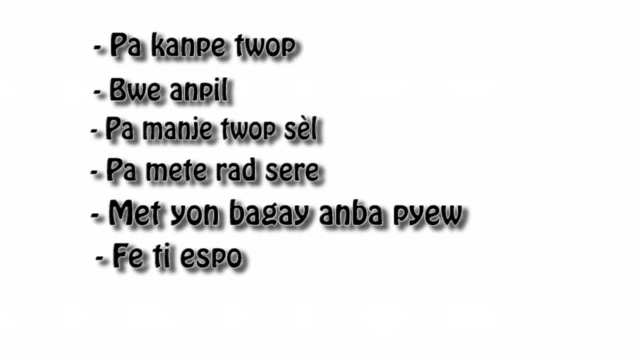 - Pa kanpe twop
- Bwe anpil
- Pa manje twop sèl
- Pa mete rad sere
- Met yon bagay anba pyew
- Fe ti espo